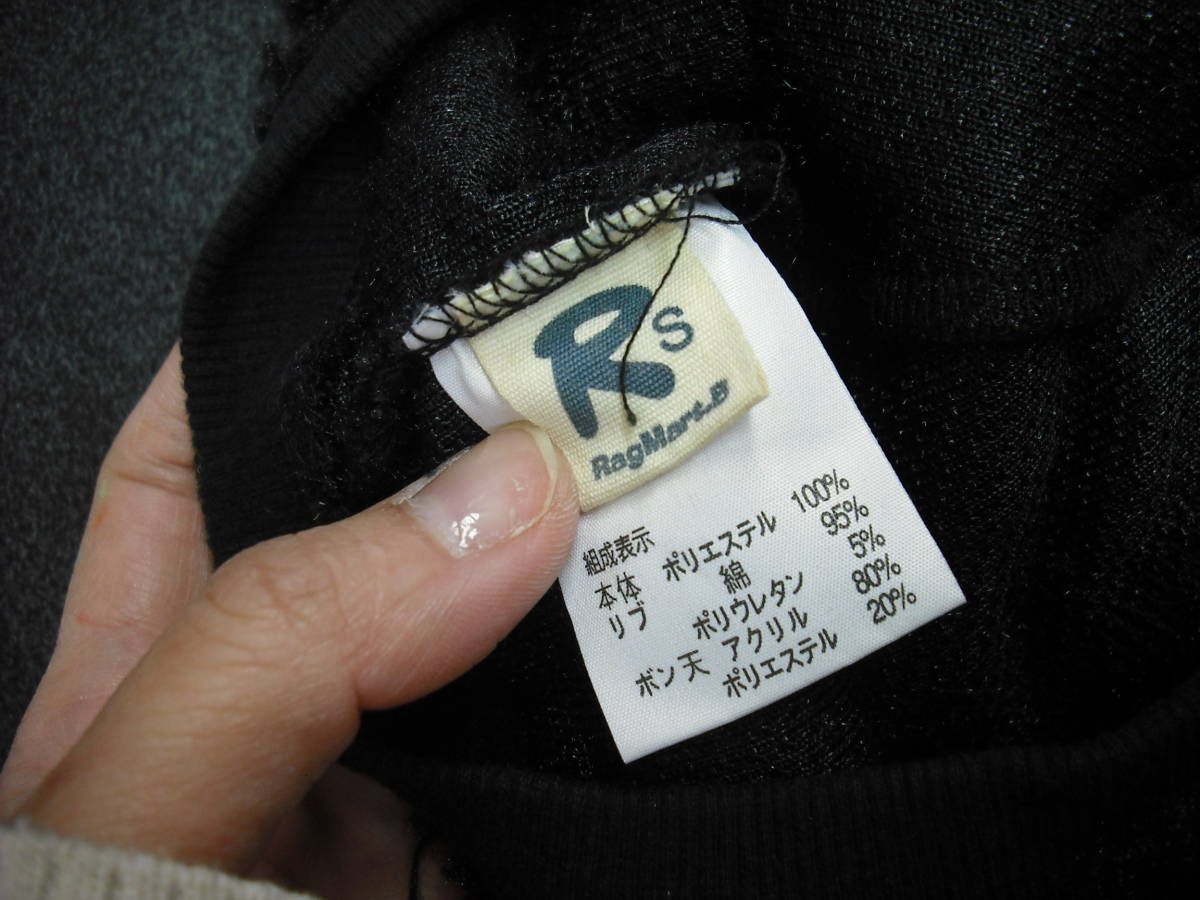 R S
RagMart.Bf
組成表示
本体 ポリエステル 100%
リブ 綿 95%
ポリウレタン 5%
ボン天 アクリル 80%
ポリエステル 20%